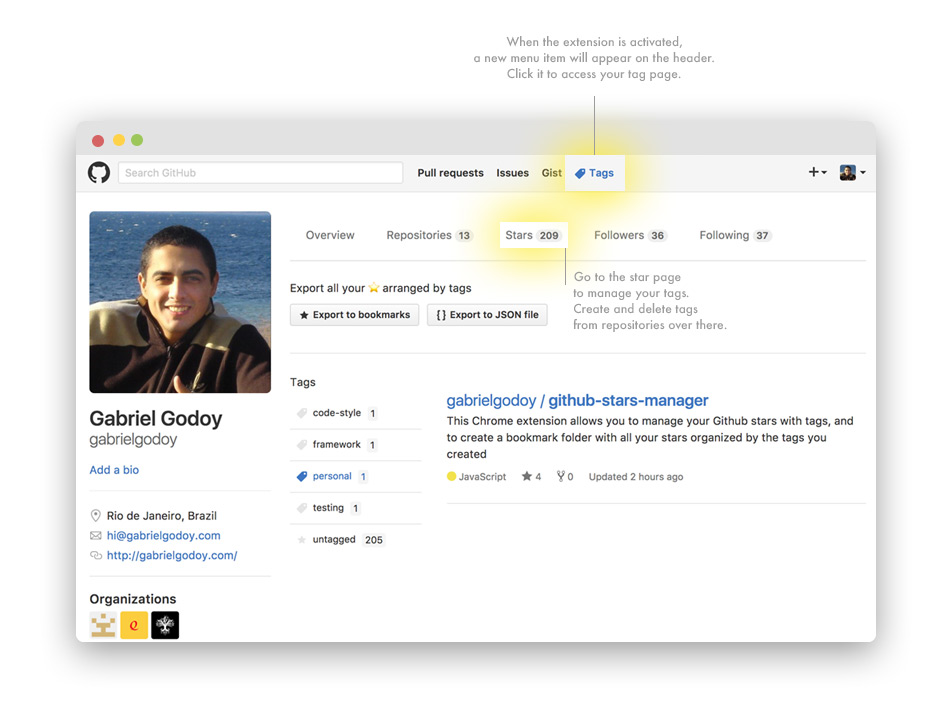 When the extension is activated,
a new menu item will appear on the header.
Click it to access your tag page.
Search GitHub
Pull requests Issues Gist Tags
Overview Repositories 13 Stars 209 Followers 36 Following 37
Go to the star page
to manage your tags.
Create and delete tags
from repositories over there.
Export all your ⭐ arranged by tags
Export to bookmarks {} Export to JSON file
Tags
code-style 1
framework 1
personal 1
testing 1
untagged 205
gabrielgodoy / github-stars-manager
This Chrome extension allows you to manage your Github stars with tags, and
to create a bookmark folder with all your stars organized by the tags you
created
JavaScript 4 0 Updated 2 hours ago
Gabriel Godoy
gabrielgodoy
Add a bio
Rio de Janeiro, Brazil
hi@gabrielgodoy.com
http://gabrielgodoy.com/
Organizations
e